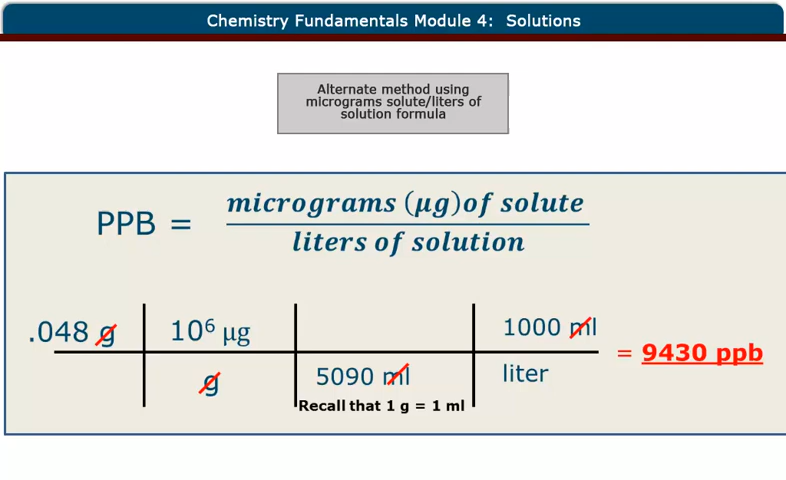 Chemistry Fundamentals Module 4: Solutions
Alternate method using
micrograms solute/liters of
solution formula
PPB = micrograms (µg)of solute
liters of solution
.048 g 10⁶ µg 1000 ml
= 9430 ppb
g 5090 ml liter
Recall that 1 g = 1 ml